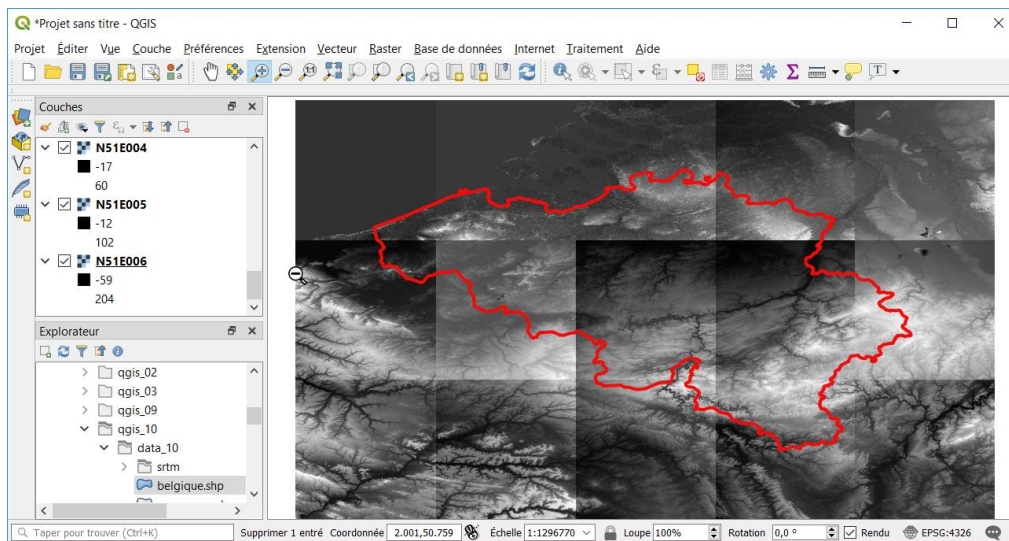 *Projet sans titre - QGIS
Projet Éditer Vue Couche Préférences Extension Vecteur Raster Base de données Internet Traitement Aide
Couches
N51E004
-17
60
N51E005
-12
102
N51E006
-59
204
Explorateur
qgis_02
qgis_03
qgis_09
qgis_10
data_10
srtm
belgique.shp
Taper pour trouver (Ctrl+K) Supprimer 1 entré Coordonnée 2.001,50.759 Échelle 1:1296770 Loupe 100% Rotation 0,0 ° Rendu EPSG:4326